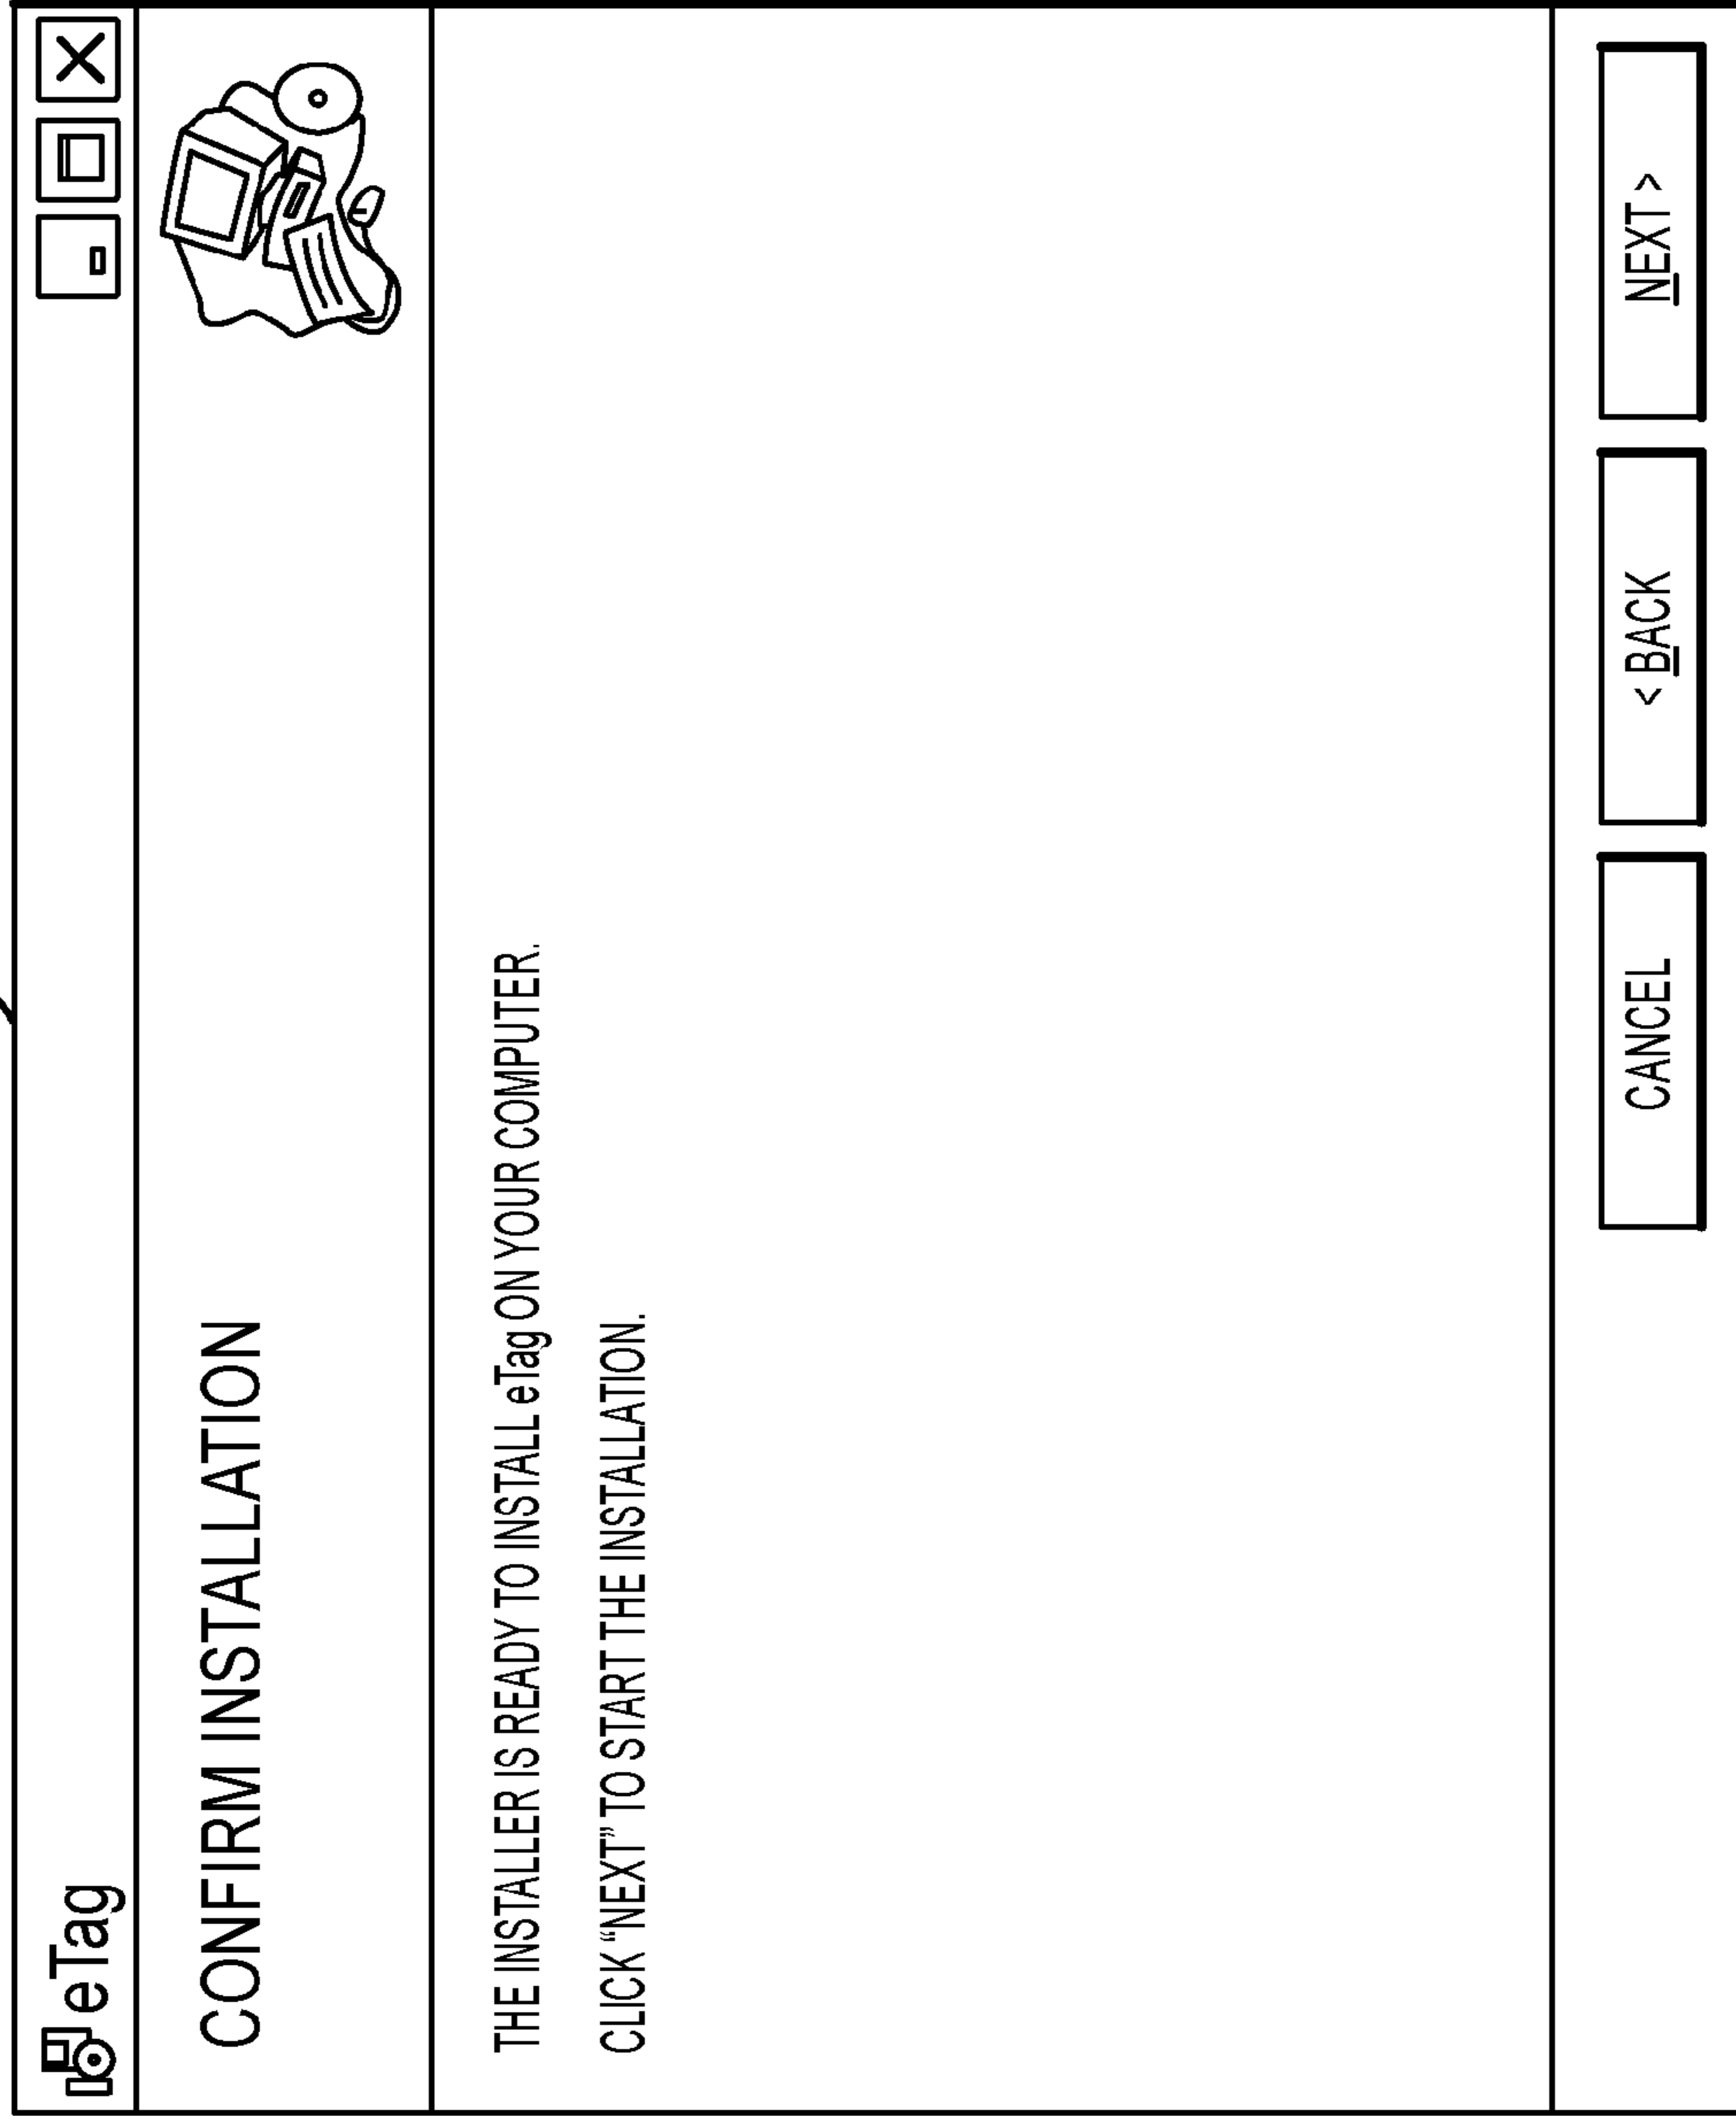 eTag
CONFIRM INSTALLATION
THE INSTALLER IS READY TO INSTALL eTag ON YOUR COMPUTER.
CLICK “NEXT” TO START THE INSTALLATION.
CANCEL
< BACK
NEXT >